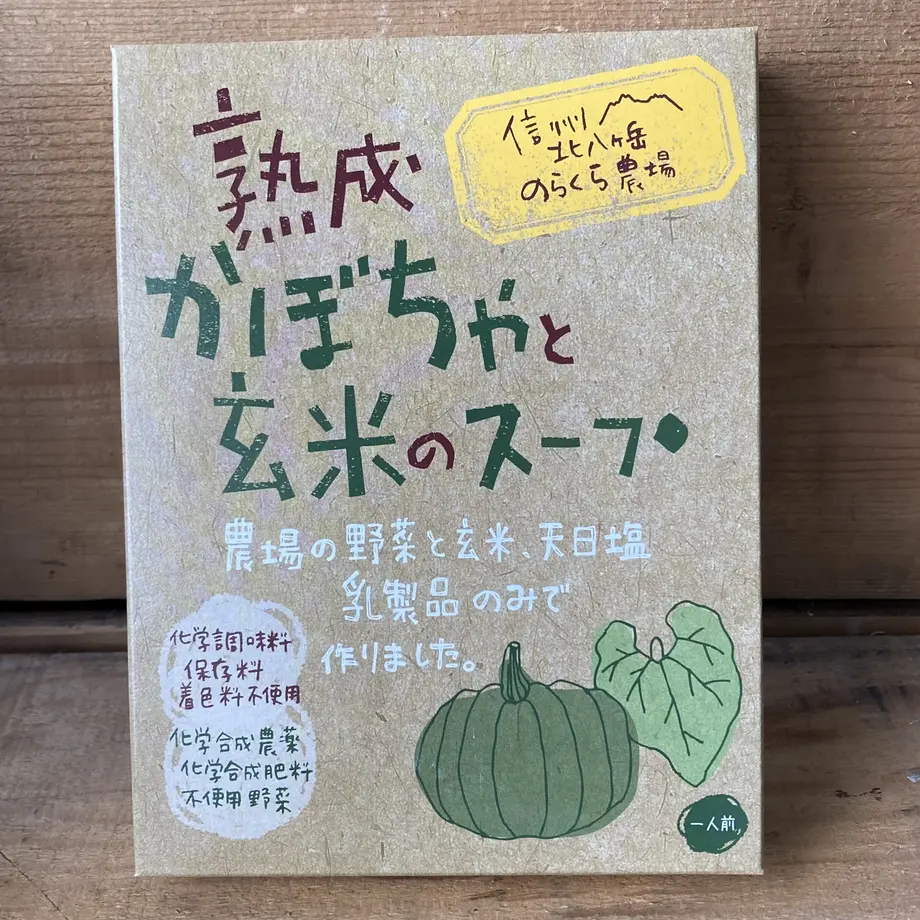 信州
北八ヶ岳
のらくら農場
熟成
かぼちゃと
玄米のスープ
農場の野菜と玄米、天日塩
乳製品のみで
作りました。
化学調味料
保存料
着色料不使用
化学合成農薬
化学合成肥料
不使用野菜
一人前